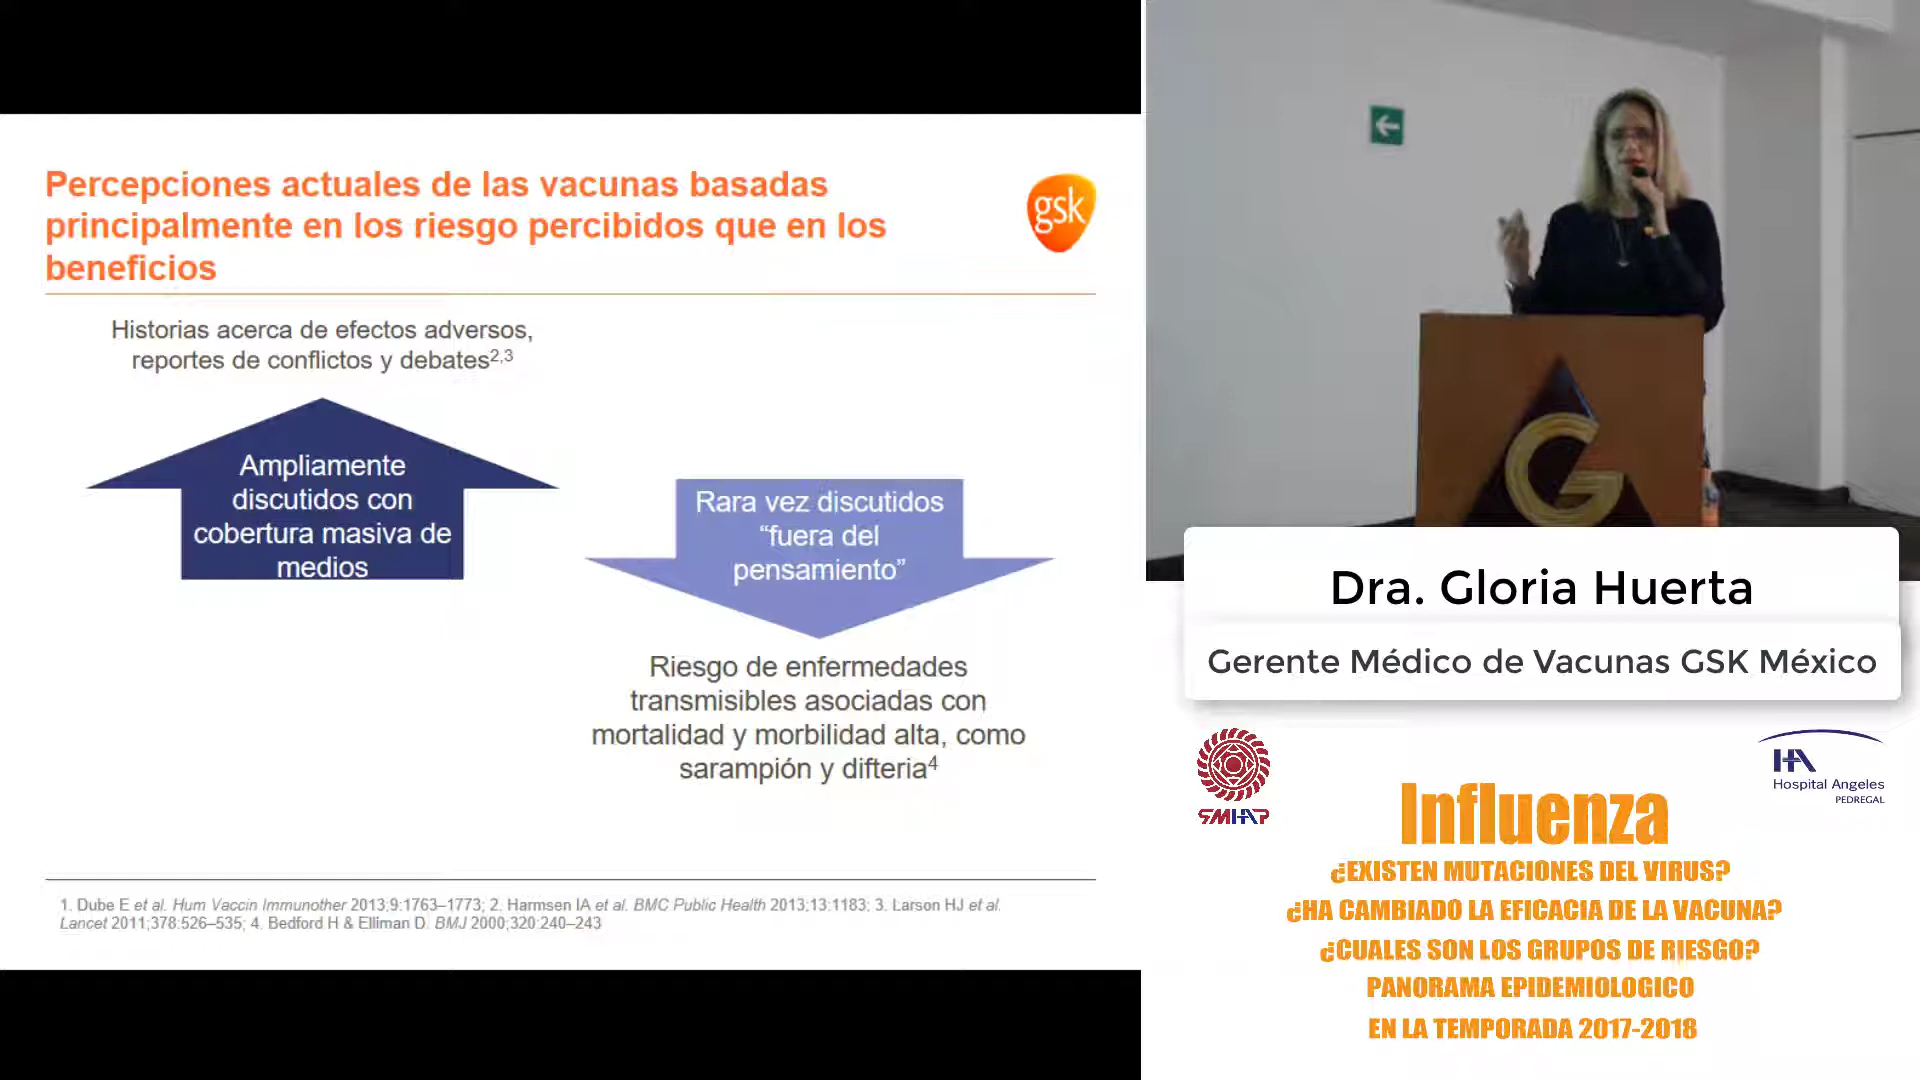 Percepciones actuales de las vacunas basadas
principalmente en los riesgo percibidos que en los
beneficios
gsk
Historias acerca de efectos adversos,
reportes de conflictos y debates2,3
Ampliamente
discutidos con
cobertura masiva de
medios
Rara vez discutidos
“fuera del
pensamiento”
Riesgo de enfermedades
transmisibles asociadas con
mortalidad y morbilidad alta, como
sarampión y difteria4
1. Dube E et al. Hum Vaccin Immunother 2013;9:1763–1773; 2. Harmsen IA et al. BMC Public Health 2013;13:1183; 3. Larson HJ et al.
Lancet 2011;378:526–535; 4. Bedford H & Elliman D. BMJ 2000;320:240–243
G
Dra. Gloria Huerta
Gerente Médico de Vacunas GSK México
SMHAP
HA
Hospital Angeles
PEDREGAL
Influenza
¿EXISTEN MUTACIONES DEL VIRUS?
¿HA CAMBIADO LA EFICACIA DE LA VACUNA?
¿CUALES SON LOS GRUPOS DE RIESGO?
PANORAMA EPIDEMIOLOGICO
EN LA TEMPORADA 2017-2018